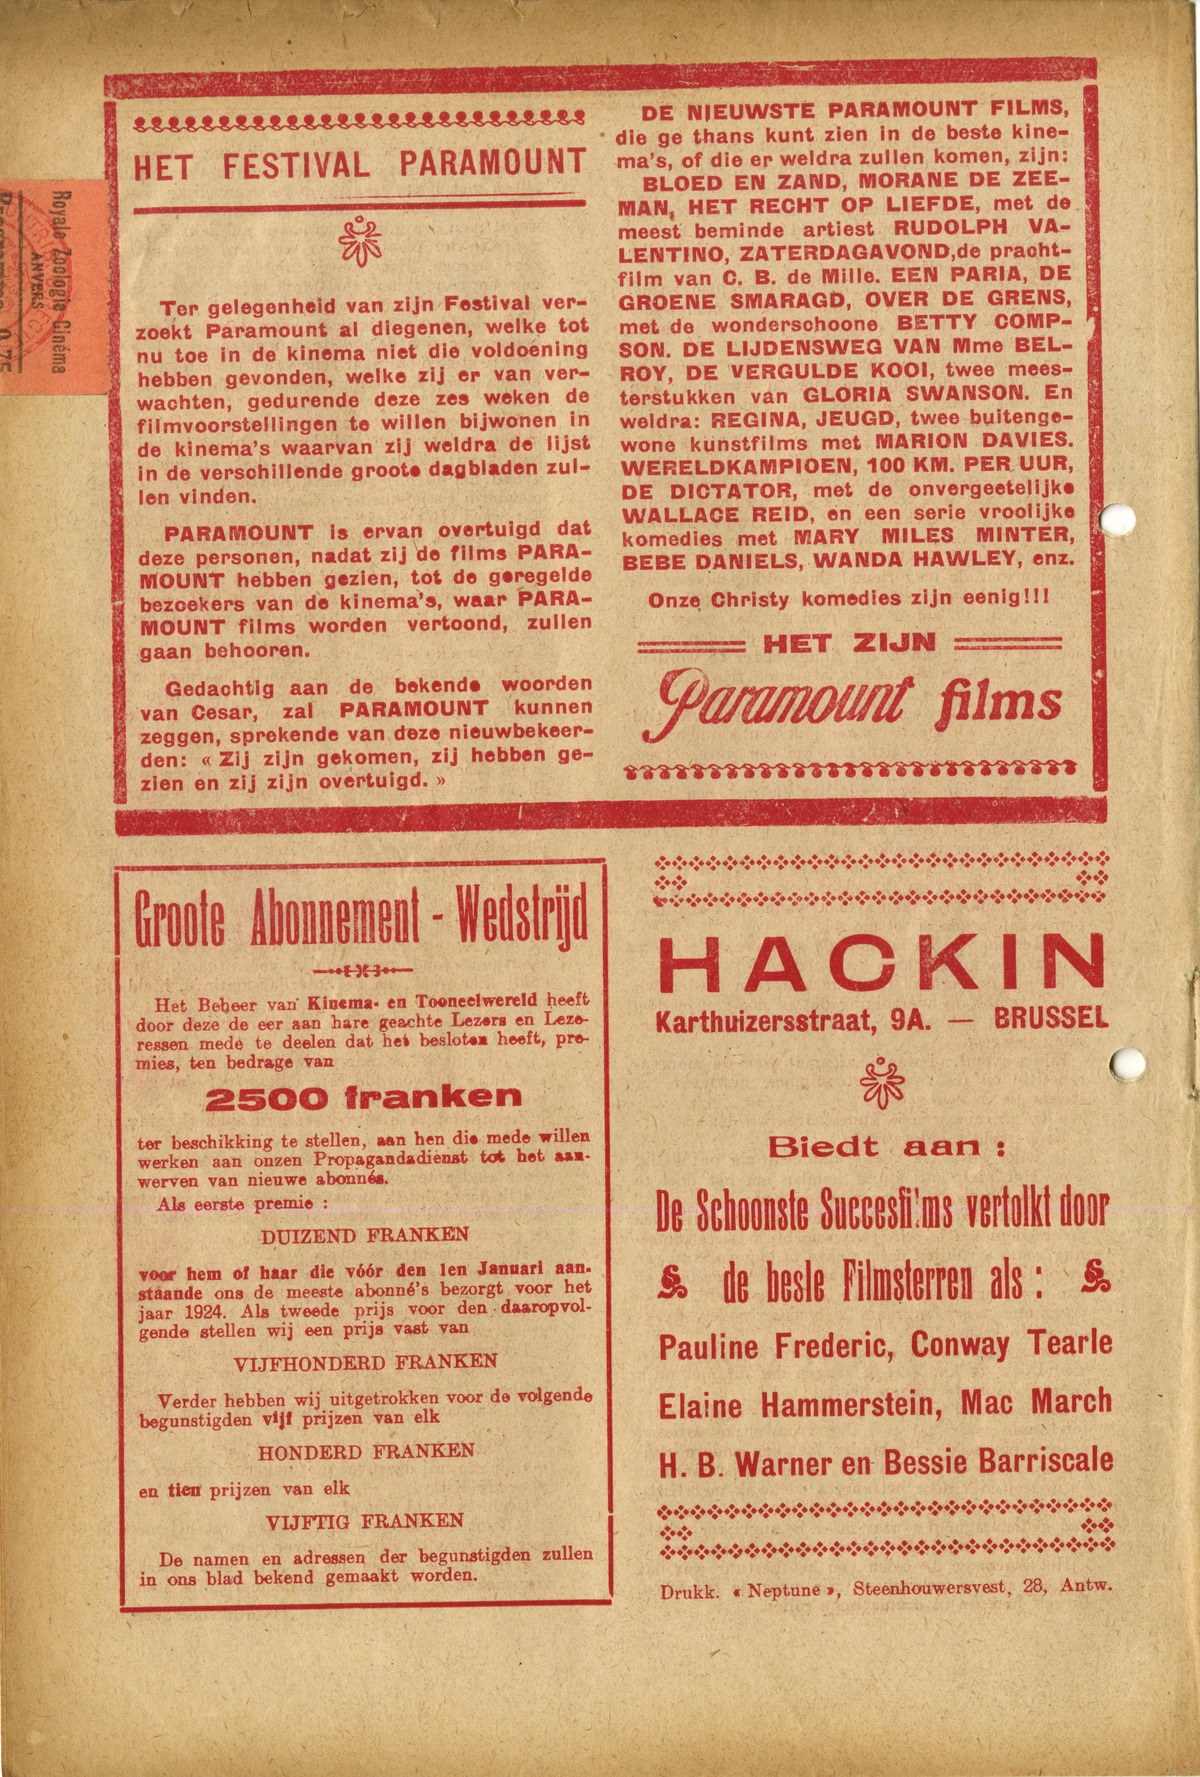 HET FESTIVAL PARAMOUNT
Ter gelegenheid van zijn Festival ver-
zoekt Paramount al diegenen, welke tot
nu toe in de kinema niet die voldoening
hebben gevonden, welke zij er van ver-
wachten, gedurende deze zes weken de
filmvoorstellingen te willen bijwonen in
de kinema's waarvan zij weldra de lijst
in de verschillende groote dagbladen zul-
len vinden.
PARAMOUNT is ervan overtuigd dat
deze personen, nadat zij de films PARA-
MOUNT hebben gezien, tot de geregelde
bezoekers van de kinema's, waar PARA-
MOUNT films worden vertoond, zullen
gaan behooren.
Gedachtig aan de bekende woorden
van Cesar, zal PARAMOUNT kunnen
zeggen, sprekende van deze nieuwbekeer-
den: « Zij zijn gekomen, zij hebben ge-
zien en zij zijn overtuigd. »
DE NIEUWSTE PARAMOUNT FILMS,
die ge thans kunt zien in de beste kine-
ma's, of die er weldra zullen komen, zijn:
BLOED EN ZAND, MORANE DE ZEE-
MAN, HET RECHT OP LIEFDE, met de
meest beminde artiest RUDOLPH VA-
LENTINO, ZATERDAGAVOND,de pracht-
film van C. B. de Mille. EEN PARIA, DE
GROENE SMARAGD, OVER DE GRENS,
met de wonderschoone BETTY COMP-
SON. DE LIJDENSWEG VAN Mme BEL-
ROY, DE VERGULDE KOOI, twee mees-
terstukken van GLORIA SWANSON. En
weldra: REGINA, JEUGD, twee buitenge-
wone kunstfilms met MARION DAVIES.
WERELDKAMPIOEN, 100 KM. PER UUR,
DE DICTATOR, met de onvergeetelijke
WALLACE REID, en een serie vroolijke
komedies met MARY MILES MINTER,
BEBE DANIELS, WANDA HAWLEY, enz.
Onze Christy komedies zijn eenig!!!
HET ZIJN
Paramount films
Royale Zoologie Cinéma
ANVERS
Groote Abonnement - Wedstrijd
Het Beheer van Kinema- en Tooneelwereld heeft
door deze de eer aan hare geachte Lezers en Leze-
ressen mede te deelen dat het besloten heeft, pre-
mies, ten bedrage van
2500 franken
ter beschikking te stellen, aan hen die mede willen
werken aan onzen Propagandadienst tot het aan-
werven van nieuwe abonnés.
Als eerste premie :
DUIZEND FRANKEN
voor hem of haar die vóór den 1en Januari aan-
staande ons de meeste abonné's bezorgt voor het
jaar 1924. Als tweede prijs voor den daaropvol-
gende stellen wij een prijs vast van
VIJFHONDERD FRANKEN
Verder hebben wij uitgetrokken voor de volgende
begunstigden vijf prijzen van elk
HONDERD FRANKEN
en tien prijzen van elk
VIJFTIG FRANKEN
De namen en adressen der begunstigden zullen
in ons blad bekend gemaakt worden.
HACKIN
Karthuizersstraat, 9A. — BRUSSEL
Biedt aan :
De Schoonste Succesfilms vertolkt door
de beste Filmsterren als :
Pauline Frederic, Conway Tearle
Elaine Hammerstein, Mac March
H. B. Warner en Bessie Barriscale
Drukk. « Neptune », Steenhouwersvest, 28, Antw.